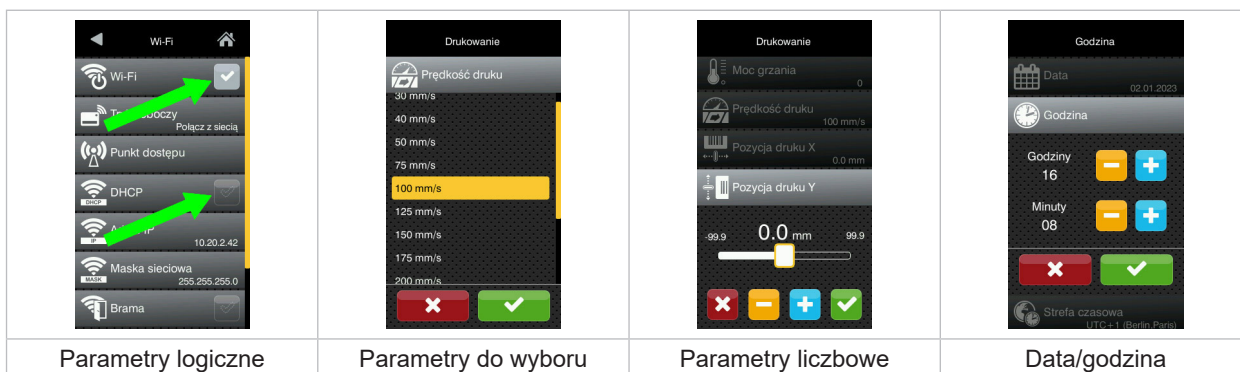 Wi-Fi
Wi-Fi
Połącz z siecią
Punkt dostępu
DHCP
DHCP
IP
10.20.2.42
Maska sieciowa
MASK
255.255.255.0
Brama
Parametry logiczne
Drukowanie
Prędkość druku
30 mm/s
40 mm/s
50 mm/s
75 mm/s
100 mm/s
125 mm/s
150 mm/s
175 mm/s
200 mm/s
Parametry do wyboru
Drukowanie
Moc grzania
0
Prędkość druku
100 mm/s
Pozycja druku X
0.0 mm
Pozycja druku Y
-99.9 0.0 mm 99.9
Parametry liczbowe
Godzina
Data
02.01.2023
Godzina
Godziny
16
Minuty
08
Strefa czasowa
UTC+1 (Berlin,Paris)
Data/godzina